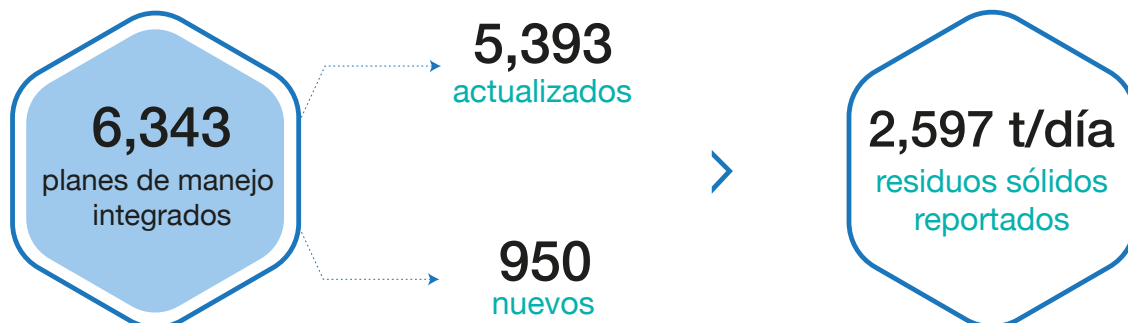 6,343
planes de manejo
integrados
5,393
actualizados
950
nuevos
2,597 t/día
residuos sólidos
reportados